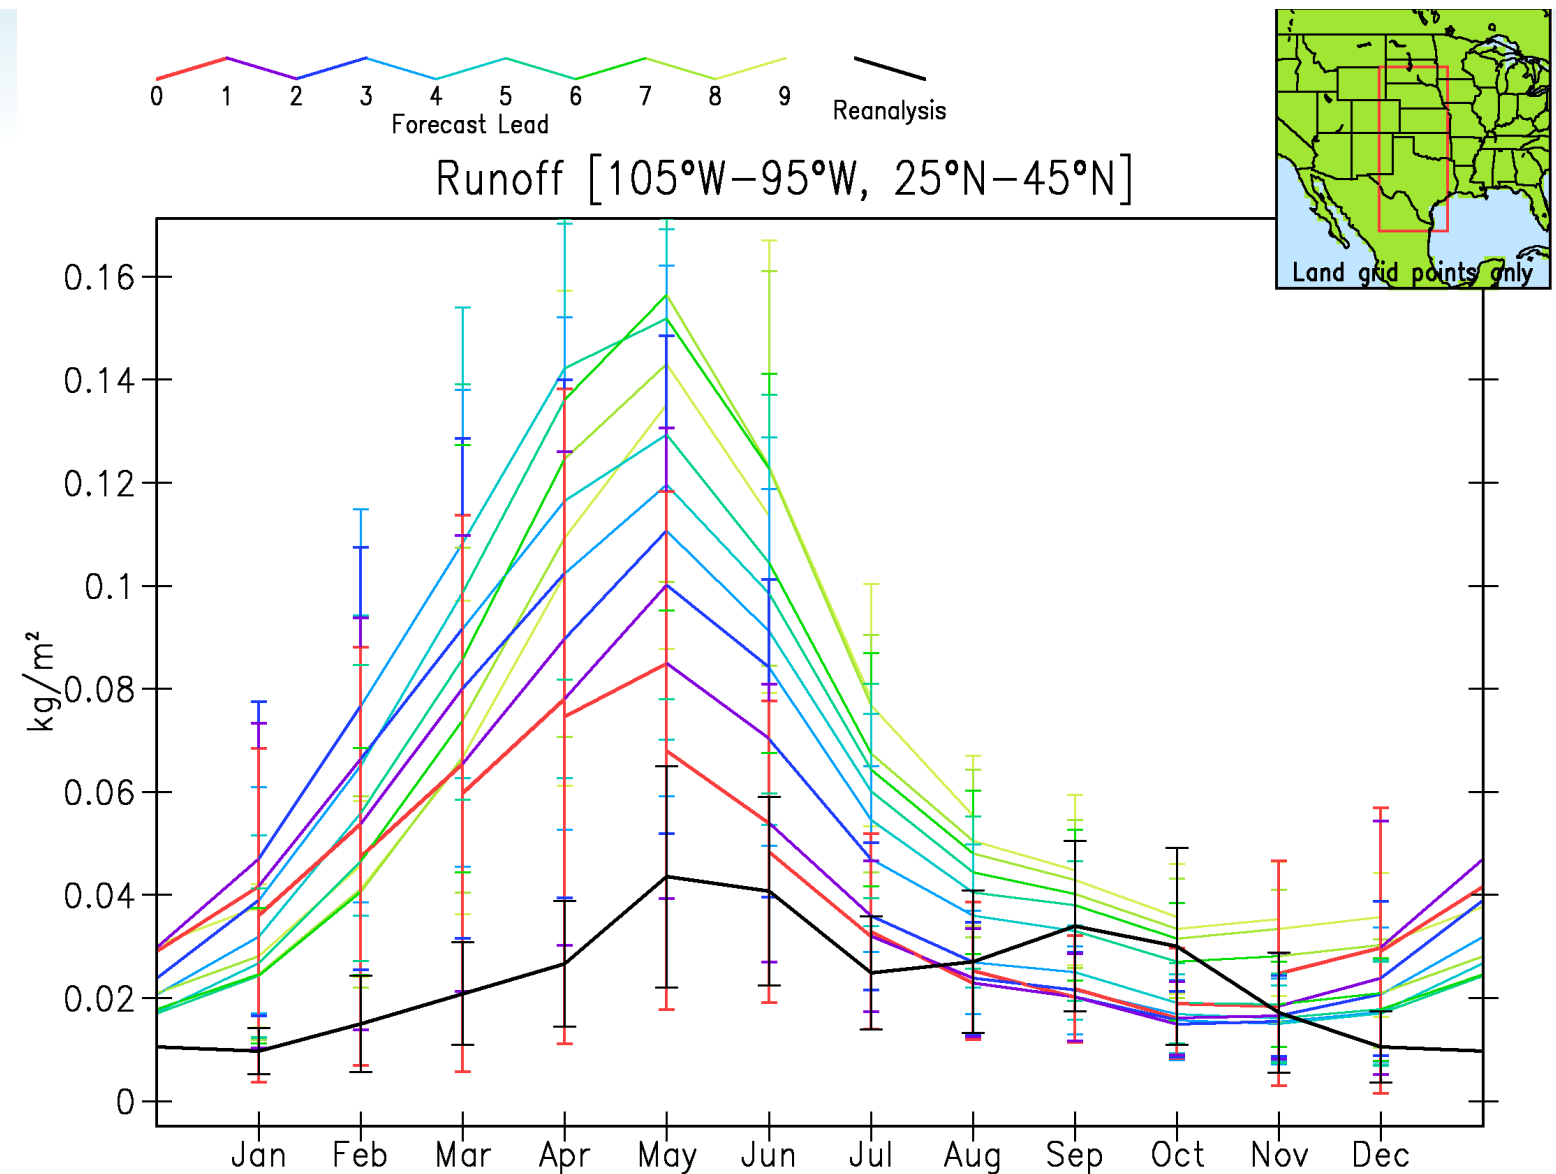 0 1 2 3 4 5 6 7 8 9
Forecast Lead
Reanalysis
Runoff [105°W–95°W, 25°N–45°N]
Land grid points only
kg/m²
0.16
0.14
0.12
0.1
0.08
0.06
0.04
0.02
0
Jan Feb Mar Apr May Jun Jul Aug Sep Oct Nov Dec